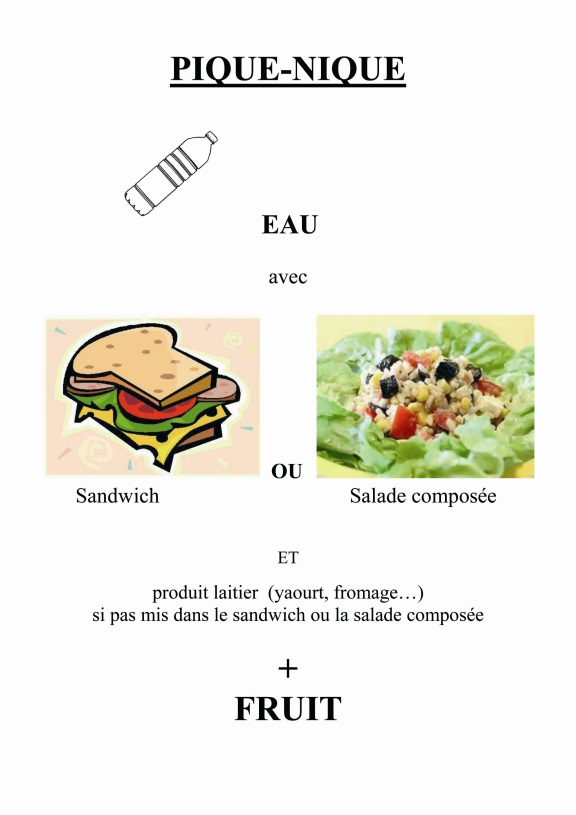 PIQUE-NIQUE
EAU
avec
OU
Sandwich
Salade composée
ET
produit laitier  (yaourt, fromage…)
si pas mis dans le sandwich ou la salade composée
+
FRUIT